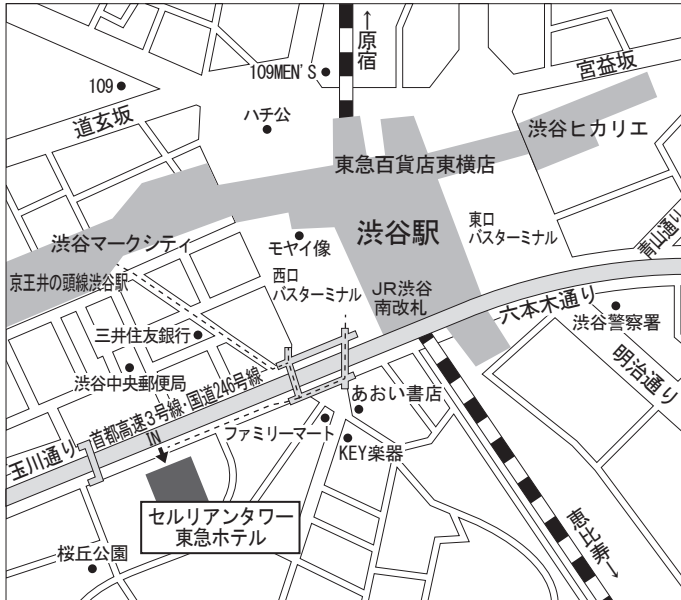 ↑原宿
109MEN'S
宮益坂
109
道玄坂
ハチ公
渋谷ヒカリエ
東急百貨店東横店
渋谷マークシティ
モヤイ像
渋谷駅
東口
バスターミナル
青山通り
京王井の頭線渋谷駅
西口
バスターミナル
JR渋谷
南改札
六本木通り
渋谷警察署
明治通り
三井住友銀行
渋谷中央郵便局
首都高速3号線・国道246号線
あおい書店
玉川通り
IN
ファミリーマート
KEY楽器
セルリアンタワー
東急ホテル
恵比寿→
桜丘公園